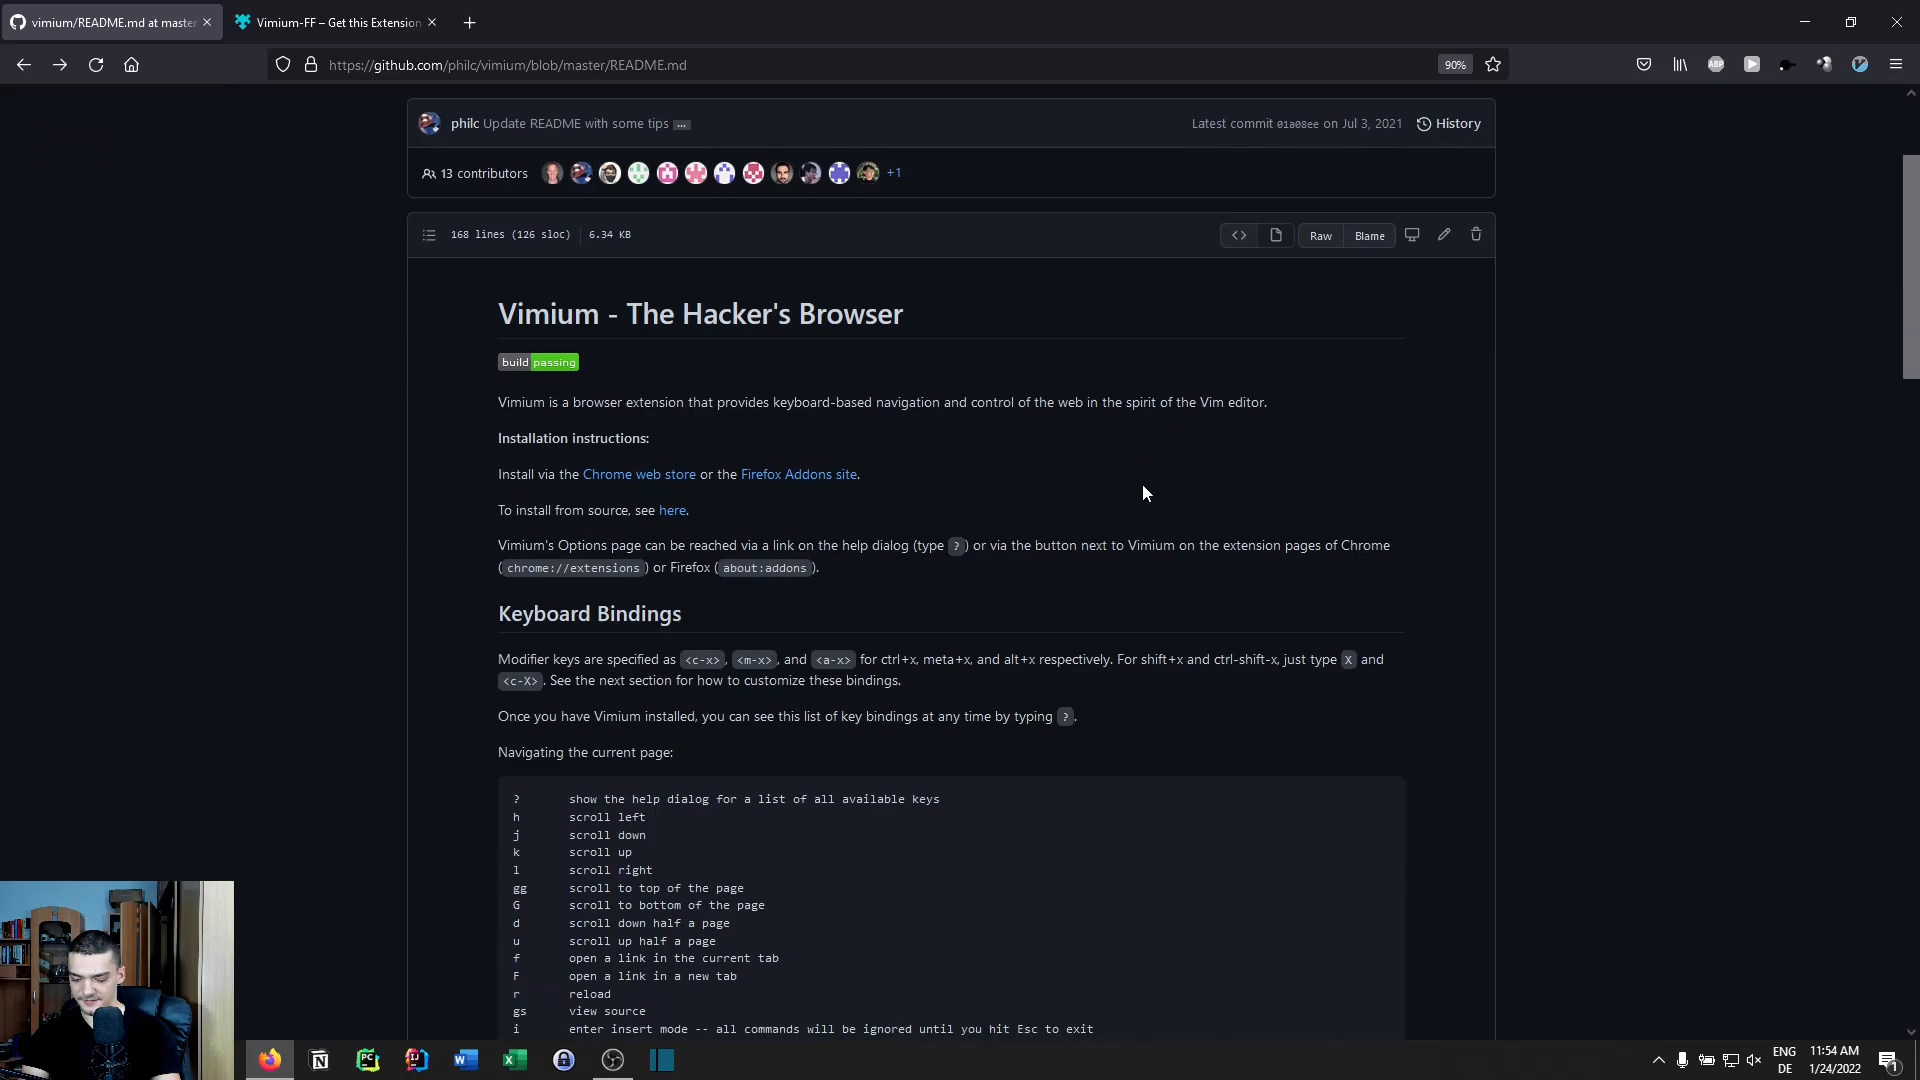 vimium/README.md at master
Vimium-FF – Get this Extension
https://github.com/philc/vimium/blob/master/README.md
90%
ABP
philc Update README with some tips ...
Latest commit 01a08ee on Jul 3, 2021
History
13 contributors
+1
168 lines (126 sloc)
6.34 KB
Raw
Blame
Vimium - The Hacker's Browser
build passing
Vimium is a browser extension that provides keyboard-based navigation and control of the web in the spirit of the Vim editor.
Installation instructions:
Install via the Chrome web store or the Firefox Addons site.
To install from source, see here.
Vimium's Options page can be reached via a link on the help dialog (type ?) or via the button next to Vimium on the extension pages of Chrome
(chrome://extensions) or Firefox (about:addons).
Keyboard Bindings
Modifier keys are specified as <c-x>, <m-x>, and <a-x> for ctrl+x, meta+x, and alt+x respectively. For shift+x and ctrl-shift-x, just type X and
<c-X>. See the next section for how to customize these bindings.
Once you have Vimium installed, you can see this list of key bindings at any time by typing ?.
Navigating the current page:
? show the help dialog for a list of all available keys
h scroll left
j scroll down
k scroll up
l scroll right
gg scroll to top of the page
G scroll to bottom of the page
d scroll down half a page
u scroll up half a page
f open a link in the current tab
F open a link in a new tab
r reload
gs view source
i enter insert mode -- all commands will be ignored until you hit Esc to exit
ENG
DE
11:54 AM
1/24/2022
1